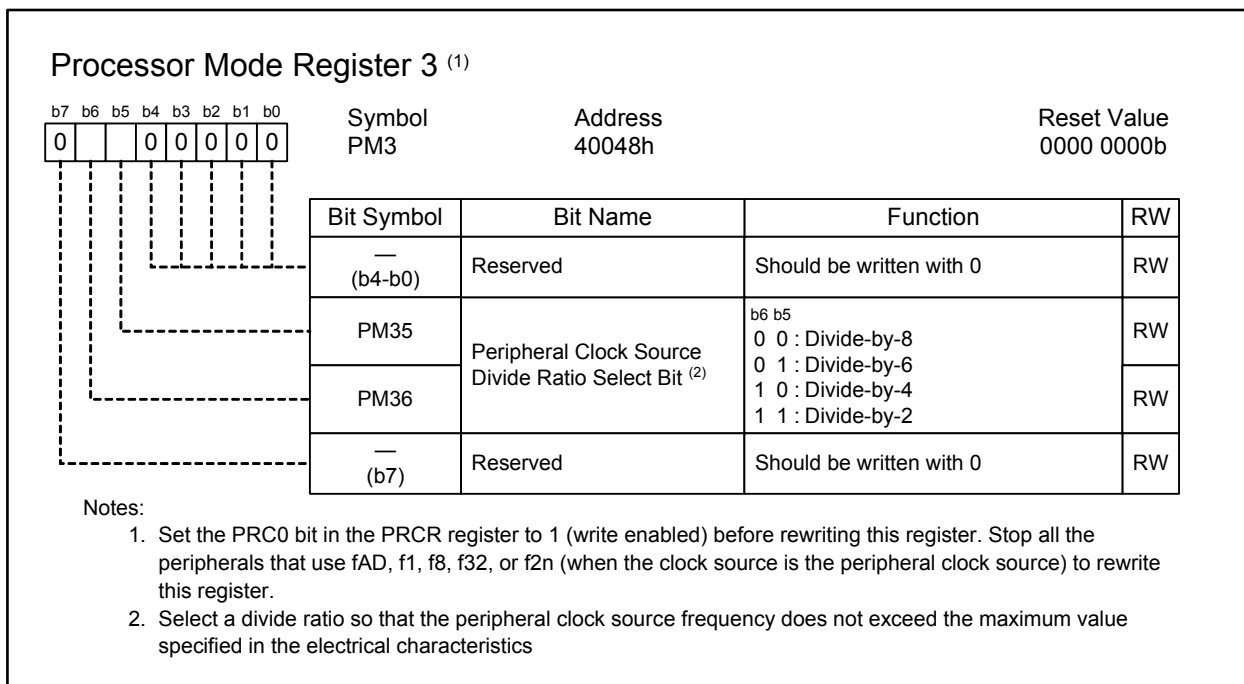 Processor Mode Register 3 (1)
b7 b6 b5 b4 b3 b2 b1 b0
0 0 0 0 0 0
Symbol Address Reset Value
PM3 40048h 0000 0000b
Bit Symbol Bit Name Function RW
— (b4-b0) Reserved Should be written with 0 RW
PM35 Peripheral Clock Source Divide Ratio Select Bit (2) RW
b6 b5
0 0 : Divide-by-8
0 1 : Divide-by-6
1 0 : Divide-by-4
1 1 : Divide-by-2
PM36 RW
— (b7) Reserved Should be written with 0 RW
Notes:
1. Set the PRC0 bit in the PRCR register to 1 (write enabled) before rewriting this register. Stop all the
peripherals that use fAD, f1, f8, f32, or f2n (when the clock source is the peripheral clock source) to rewrite
this register.
2. Select a divide ratio so that the peripheral clock source frequency does not exceed the maximum value
specified in the electrical characteristics